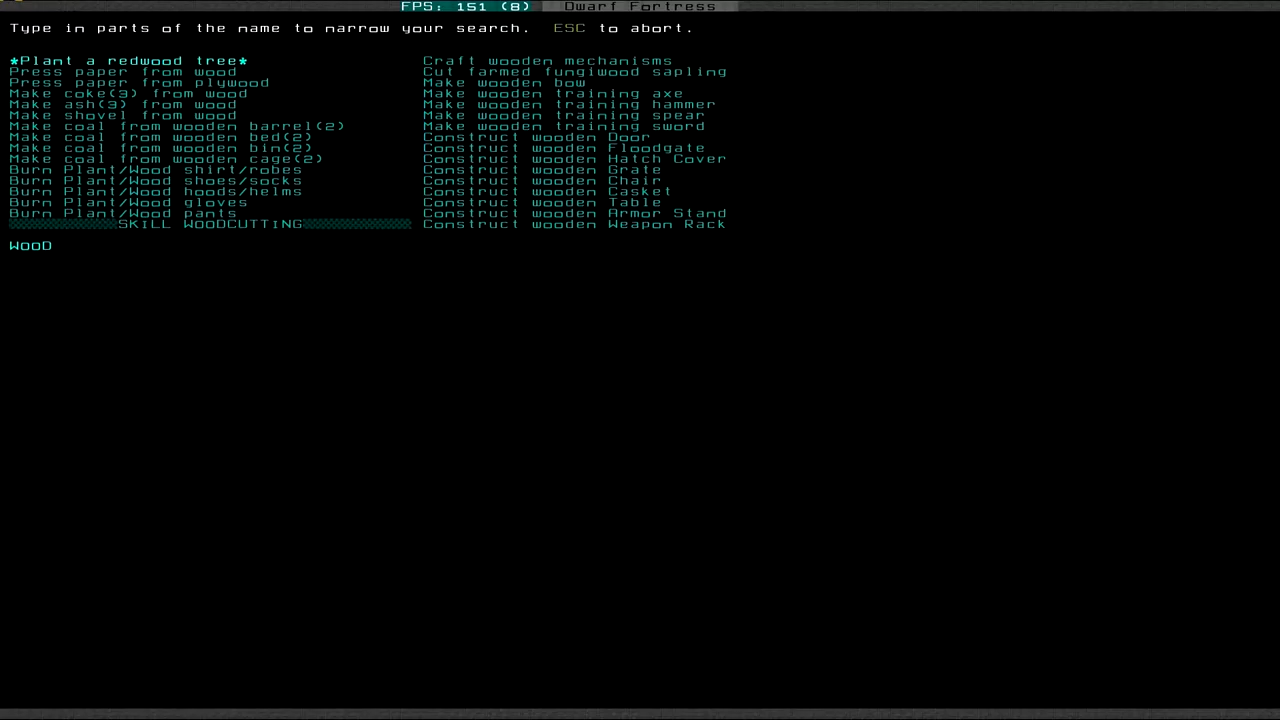 FPS: 151 (8) Dwarf Fortress
Type in parts of the name to narrow your search. ESC to abort.
*Plant a redwood tree*
Press paper from wood
Press paper from plywood
Make coke(3) from wood
Make ash(3) from wood
Make shovel from wood
Make coal from wooden barrel(2)
Make coal from wooden bed(2)
Make coal from wooden bin(2)
Make coal from wooden cage(2)
Burn Plant/Wood shirt/robes
Burn Plant/Wood shoes/socks
Burn Plant/Wood hoods/helms
Burn Plant/Wood gloves
Burn Plant/Wood pants
SKILL WOODCUTTING
Craft wooden mechanisms
Cut farmed fungiwood sapling
Make wooden bow
Make wooden training axe
Make wooden training hammer
Make wooden training spear
Make wooden training sword
Construct wooden Door
Construct wooden Floodgate
Construct wooden Hatch Cover
Construct wooden Grate
Construct wooden Chair
Construct wooden Casket
Construct wooden Table
Construct wooden Armor Stand
Construct wooden Weapon Rack
WOOD